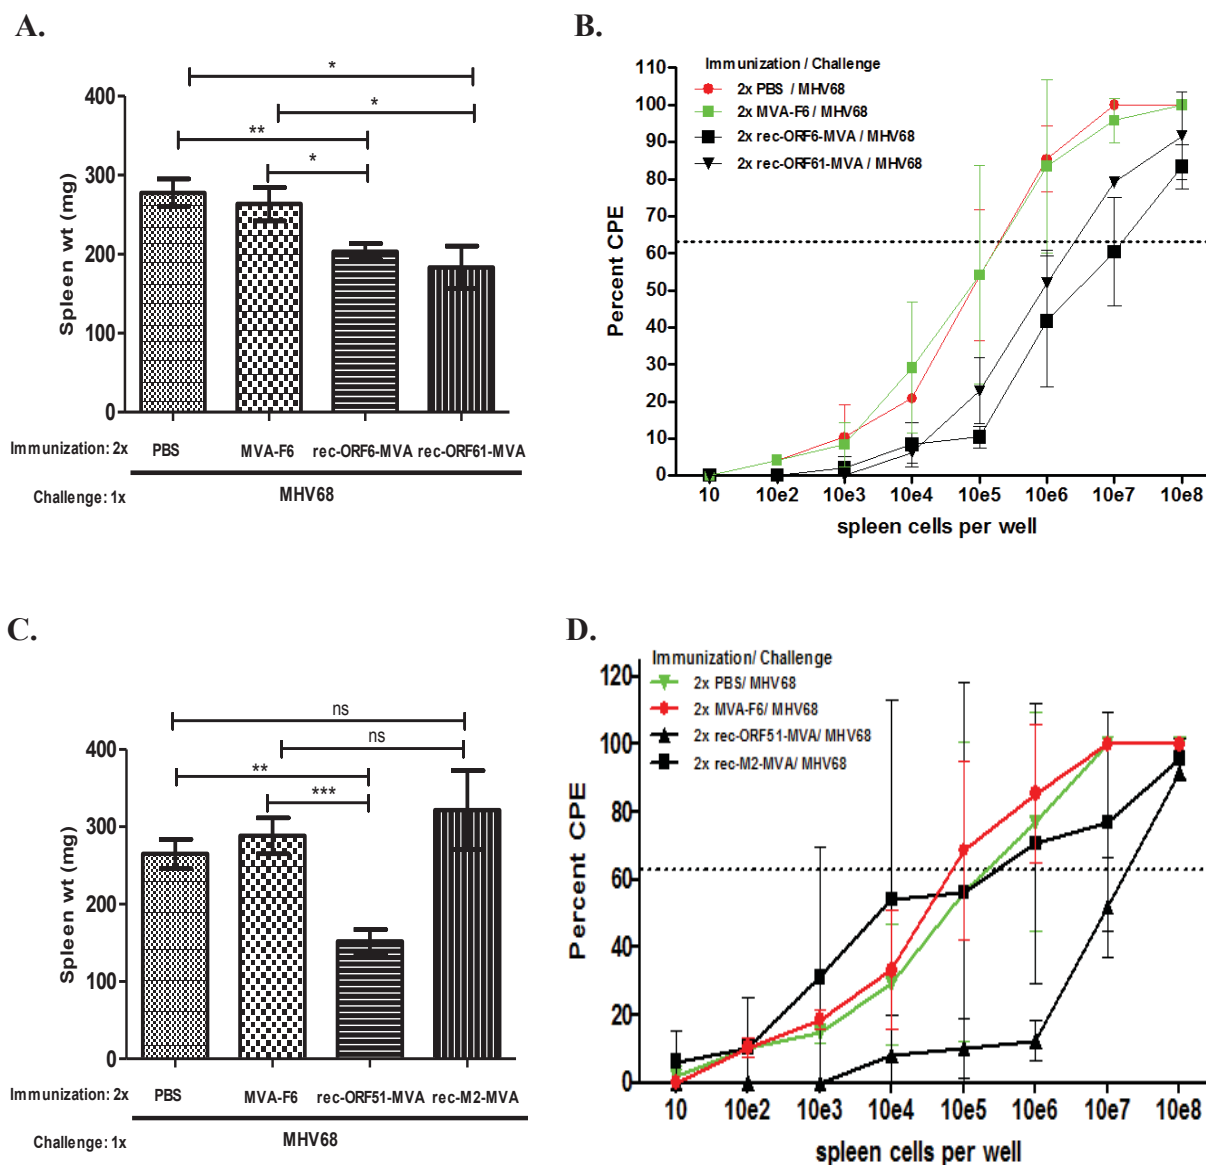 A.
*
*
**
*
400
300
200
100
0
Spleen wt (mg)
Immunization: 2x PBS MVA-F6 rec-ORF6-MVA rec-ORF61-MVA
Challenge: 1x MHV68
B.
Immunization / Challenge
2x PBS / MHV68
2x MVA-F6 / MHV68
2x rec-ORF6-MVA / MHV68
2x rec-ORF61-MVA / MHV68
110
100
90
80
70
60
50
40
30
20
10
0
Percent CPE
10 10e2 10e3 10e4 10e5 10e6 10e7 10e8
spleen cells per well
C.
ns
ns
**
***
400
300
200
100
0
Spleen wt (mg)
Immunization: 2x PBS MVA-F6 rec-ORF51-MVA rec-M2-MVA
Challenge: 1x MHV68
D.
Immunization/ Challenge
2x PBS/ MHV68
2x MVA-F6/ MHV68
2x rec-ORF51-MVA/ MHV68
2x rec-M2-MVA/ MHV68
120
100
80
60
40
20
0
Percent CPE
10 10e2 10e3 10e4 10e5 10e6 10e7 10e8
spleen cells per well